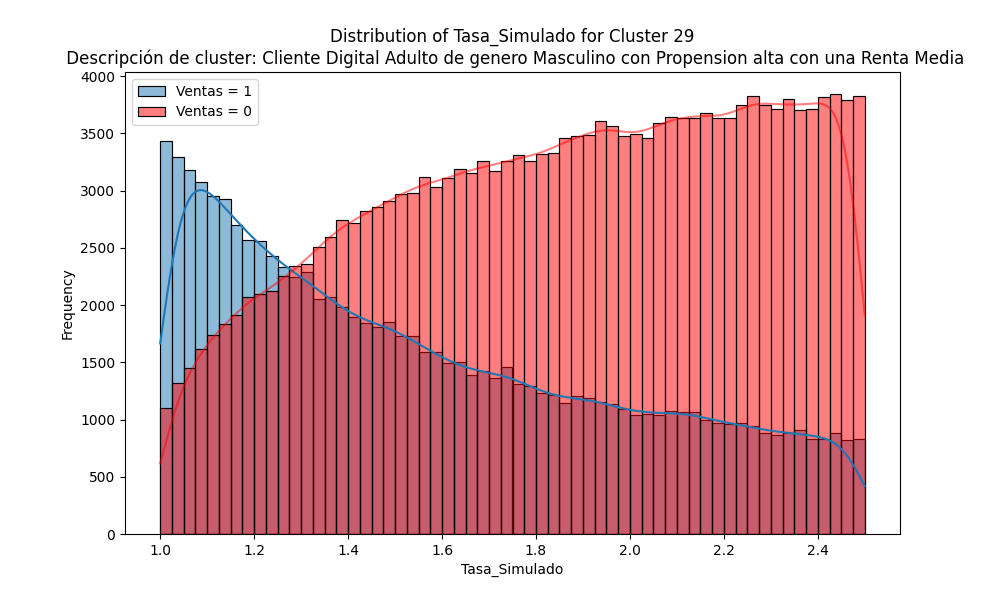 Distribution of Tasa_Simulado for Cluster 29
Descripción de cluster: Cliente Digital Adulto de genero Masculino con Propension alta con una Renta Media
Ventas = 1
Ventas = 0
4000
3500
3000
2500
2000
1500
1000
500
0
Frequency
1.0 1.2 1.4 1.6 1.8 2.0 2.2 2.4
Tasa_Simulado